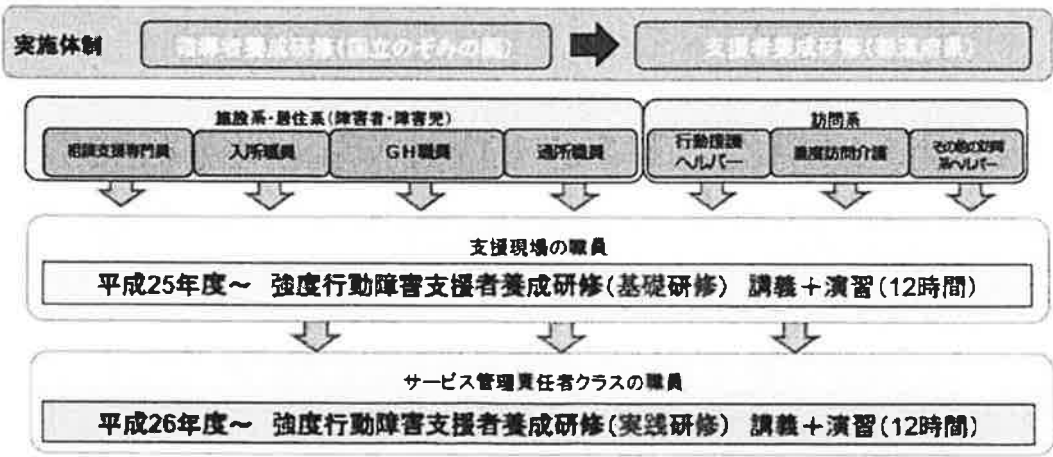 実施体制
指導者養成研修(国立のぞみの園)
支援者養成研修(都道府県)
施設系・居住系(障害者・障害児)
訪問系
相談支援専門員
入所職員
GH職員
通所職員
行動援護
ヘルパー
重度訪問介護
その他の訪問
系ヘルパー
支援現場の職員
平成25年度～ 強度行動障害支援者養成研修(基礎研修) 講義＋演習(12時間)
サービス管理責任者クラスの職員
平成26年度～ 強度行動障害支援者養成研修(実践研修) 講義＋演習(12時間)